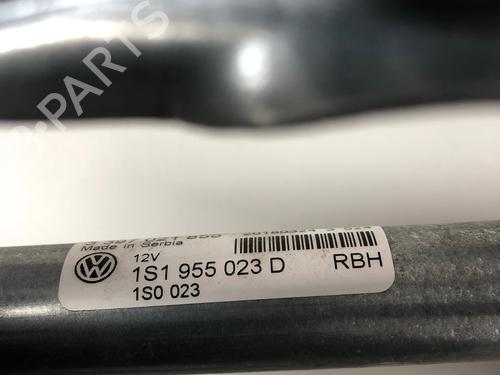 PARTS
Made in Serbia
12V
1S1 955 023 D RBH
1S0 023